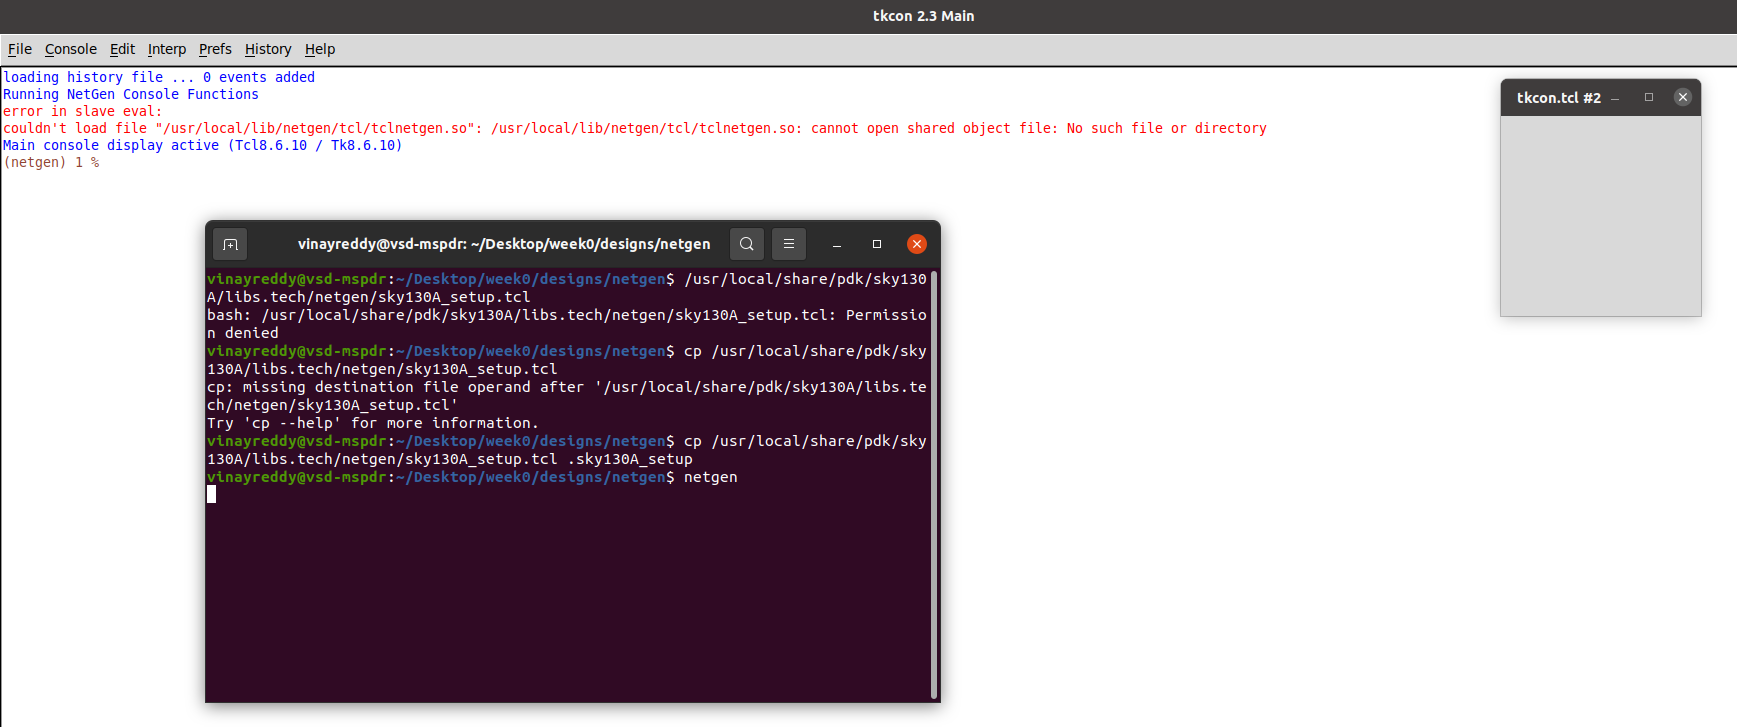 tkcon 2.3 Main
File Console Edit Interp Prefs History Help
loading history file ... 0 events added
Running NetGen Console Functions
error in slave eval:
couldn't load file "/usr/local/lib/netgen/tcl/tclnetgen.so": /usr/local/lib/netgen/tcl/tclnetgen.so: cannot open shared object file: No such file or directory
Main console display active (Tcl8.6.10 / Tk8.6.10)
(netgen) 1 %
tkcon.tcl #2
vinayreddy@vsd-mspdr: ~/Desktop/week0/designs/netgen
vinayreddy@vsd-mspdr:~/Desktop/week0/designs/netgen$ /usr/local/share/pdk/sky130
A/libs.tech/netgen/sky130A_setup.tcl
bash: /usr/local/share/pdk/sky130A/libs.tech/netgen/sky130A_setup.tcl: Permissio
n denied
vinayreddy@vsd-mspdr:~/Desktop/week0/designs/netgen$ cp /usr/local/share/pdk/sky
130A/libs.tech/netgen/sky130A_setup.tcl
cp: missing destination file operand after '/usr/local/share/pdk/sky130A/libs.te
ch/netgen/sky130A_setup.tcl'
Try 'cp --help' for more information.
vinayreddy@vsd-mspdr:~/Desktop/week0/designs/netgen$ cp /usr/local/share/pdk/sky
130A/libs.tech/netgen/sky130A_setup.tcl .sky130A_setup
vinayreddy@vsd-mspdr:~/Desktop/week0/designs/netgen$ netgen